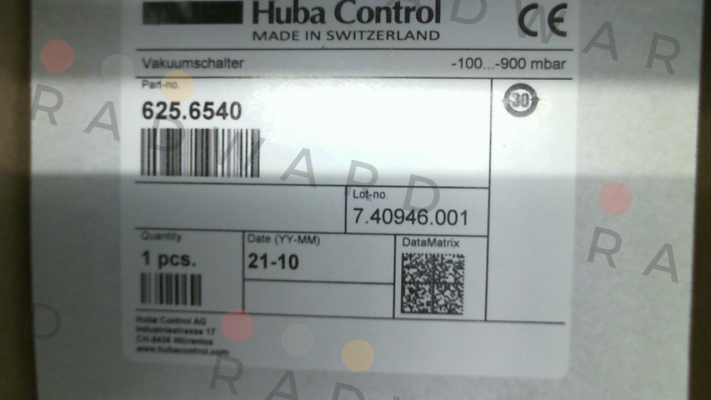 Huba Control
CE
MADE IN SWITZERLAND
Vakuumschalter
-100...-900 mbar
Part-no.
625.6540
30
Lot-no.
7.40946.001
Quantity
1 pcs.
Date (YY-MM)
21-10
DataMatrix
Huba Control AG
Industriestrasse 17
CH-5436 Würenlos
www.hubacontrol.com
RADWARD